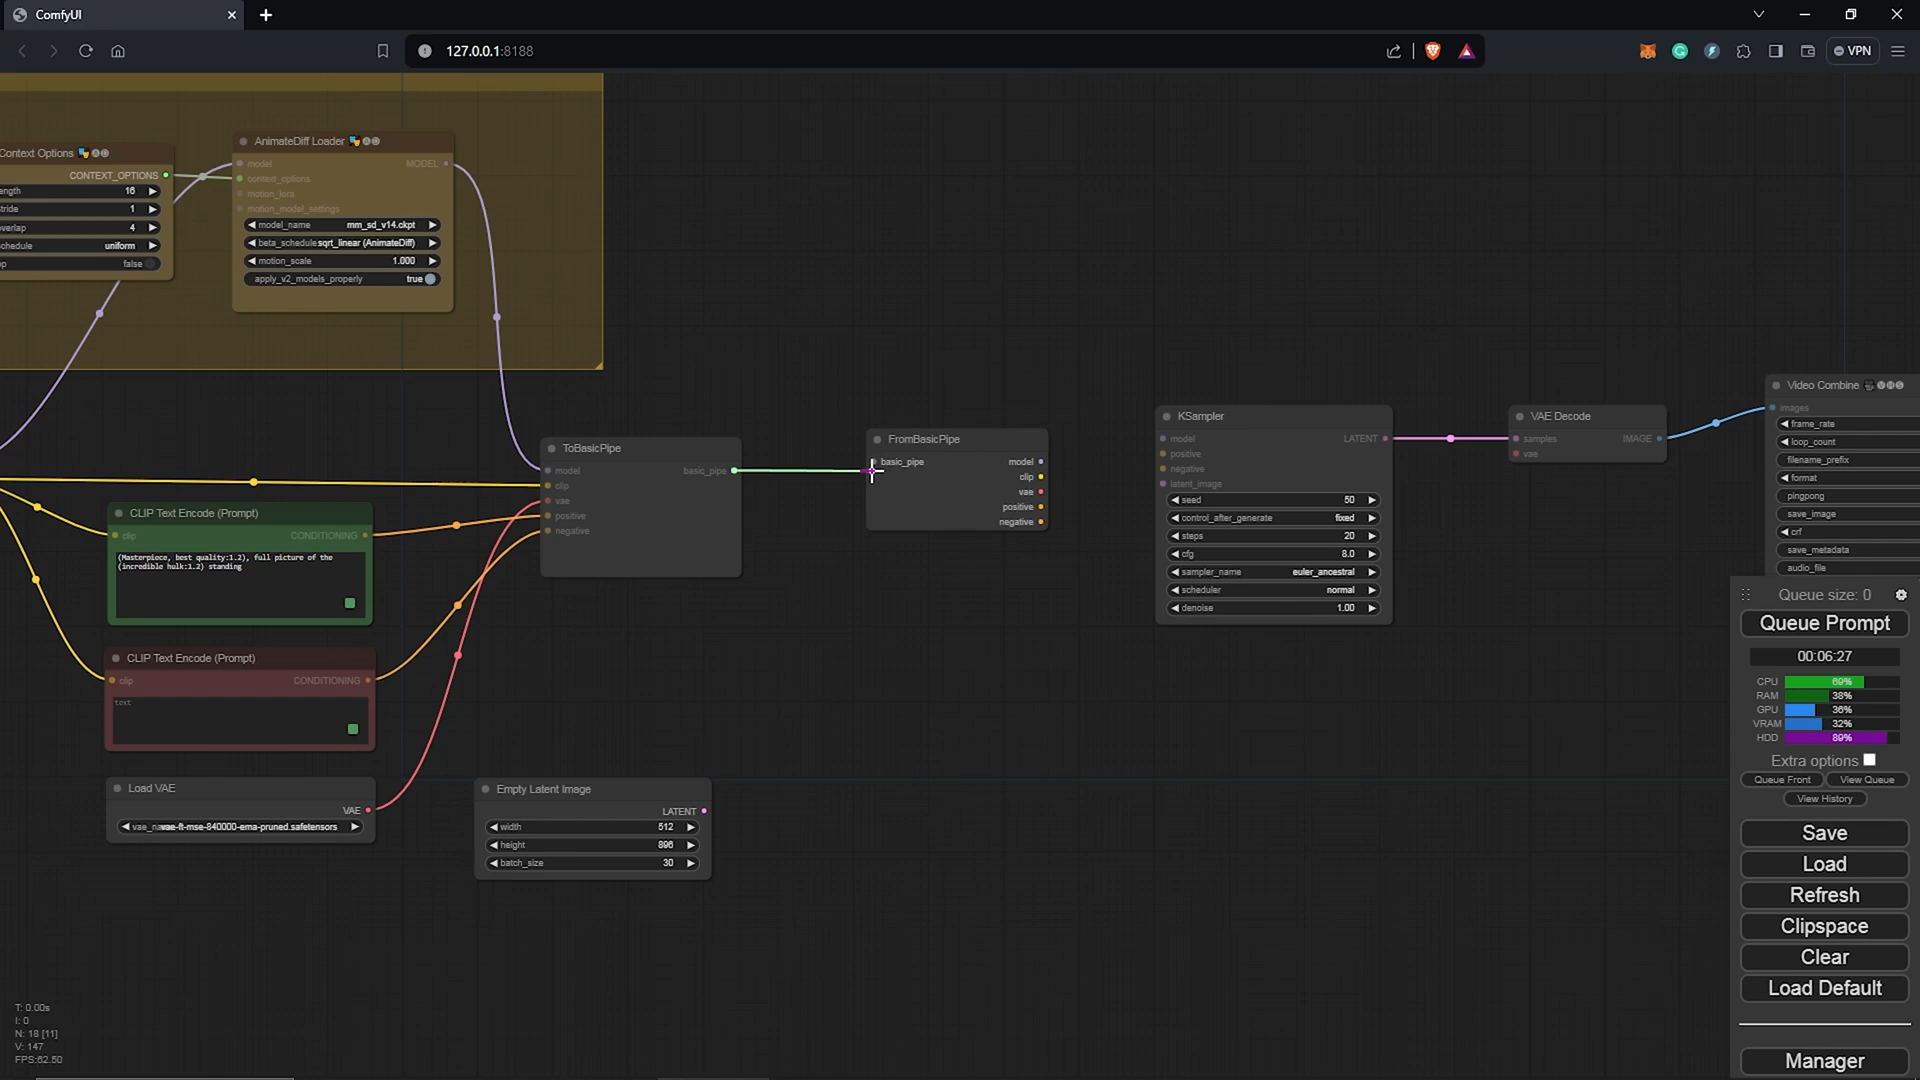 ComfyUI
127.0.0.1:8188
VPN
Context Options
CONTEXT_OPTIONS
ength 16
tride 1
verlap 4
chedule uniform
op false
AnimateDiff Loader
model MODEL
context_options
motion_lora
motion_model_settings
model_name mm_sd_v14.ckpt
beta_schedule sqrt_linear (AnimateDiff)
motion_scale 1.000
apply_v2_models_properly true
ToBasicPipe
model basic_pipe
clip
vae
positive
negative
FromBasicPipe
basic_pipe model
clip
vae
positive
negative
KSampler
model LATENT
positive
negative
latent_image
seed 50
control_after_generate fixed
steps 20
cfg 8.0
sampler_name euler_ancestral
scheduler normal
denoise 1.00
VAE Decode
samples IMAGE
vae
Video Combine
images
frame_rate
loop_count
filename_prefix
format
pingpong
save_image
crf
save_metadata
audio_file
CLIP Text Encode (Prompt)
clip CONDITIONING
(Masterpiece, best quality:1.2), full picture of the
(incredible hulk:1.2) standing
CLIP Text Encode (Prompt)
clip CONDITIONING
text
Load VAE
VAE
vae-ft-mse-840000-ema-pruned.safetensors
Empty Latent Image
LATENT
width 512
height 896
batch_size 30
Queue size: 0
Queue Prompt
00:06:27
CPU 69%
RAM 38%
GPU 36%
VRAM 32%
HDD 89%
Extra options
Queue Front View Queue
View History
Save
Load
Refresh
Clipspace
Clear
Load Default
Manager
T: 0.00s
I: 0
N: 18 [11]
V: 147
FPS:62.50